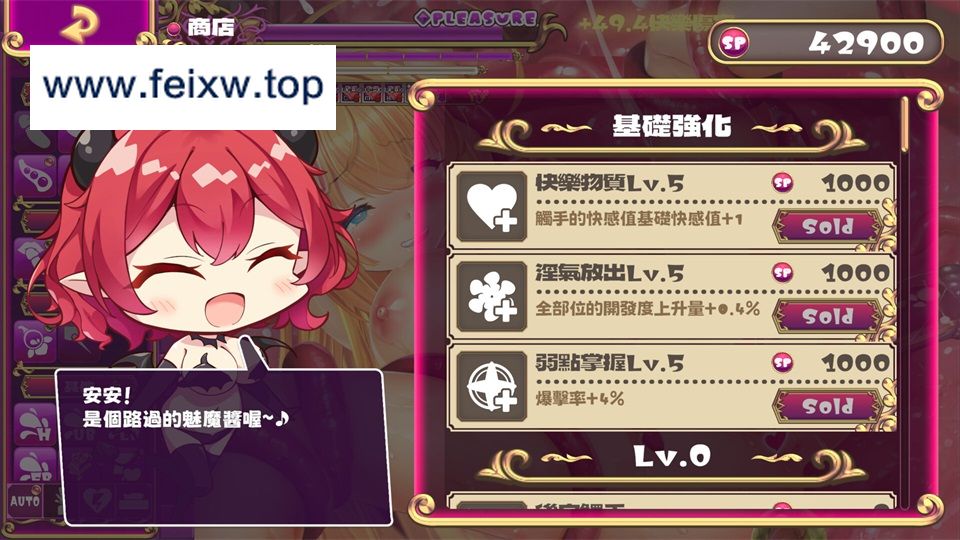 商店
PLEASURE
+49.4快樂
SP 42900
www.feixw.top
基礎強化
快樂物質Lv.5 SP 1000
觸手的快感值基礎快感值+1
Sold
淫氣放出Lv.5 SP 1000
全部位的開發度上升量+0.4%
Sold
弱點掌握Lv.5 SP 1000
爆擊率+4%
Sold
Lv.0
安安!
是個路過的魅魔醬喔~♪
AUTO